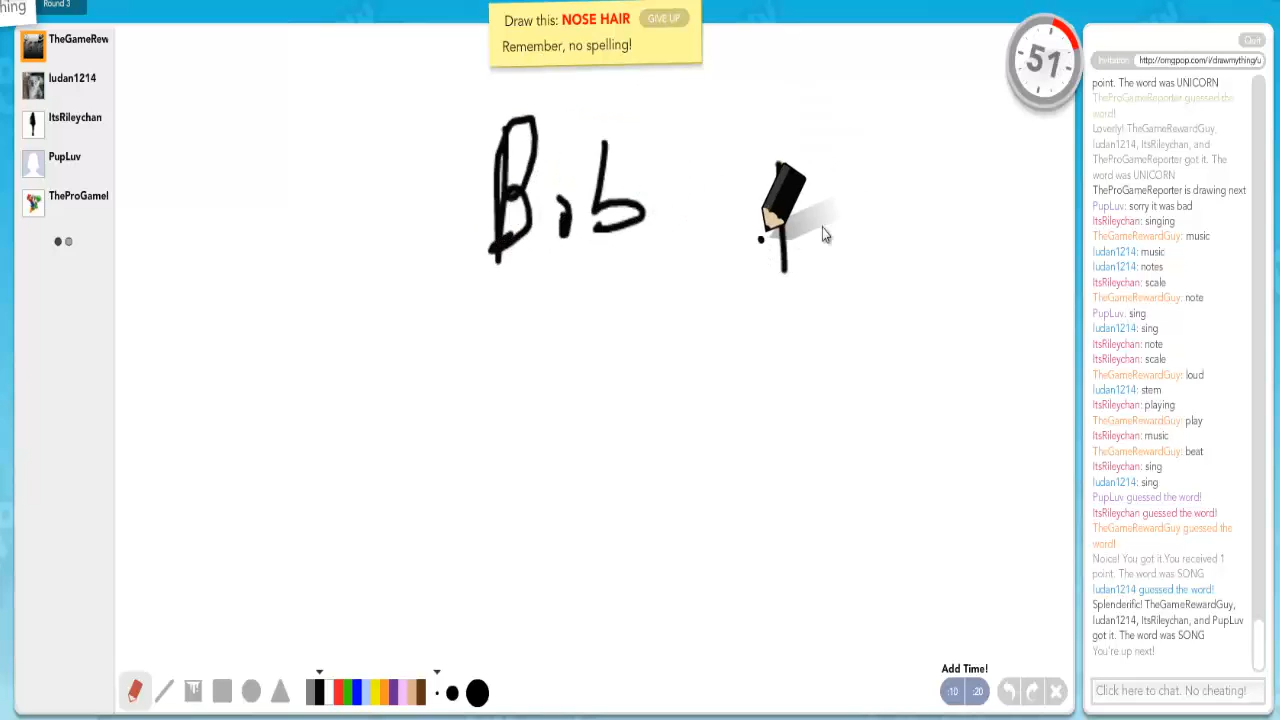 hing
Round 3
Draw this: NOSE HAIR
GIVE UP
Remember, no spelling!
51
TheGameRew
ludan1214
ItsRileychan
PupLuv
TheProGameI
Bob
Chat
Invitation http://omgpop.com/i/drawmything/u
point. The word was UNICORN
TheProGameReporter guessed the
word!
Loverly! TheGameRewardGuy,
ludan1214, ItsRileychan, and
TheProGameReporter got it. The
word was UNICORN
TheProGameReporter is drawing next
PupLuv: sorry it was bad
ItsRileychan: singing
TheGameRewardGuy: music
ludan1214: music
ludan1214: notes
ItsRileychan: scale
TheGameRewardGuy: note
PupLuv: sing
ludan1214: sing
ItsRileychan: note
ItsRileychan: scale
TheGameRewardGuy: loud
ludan1214: stem
ItsRileychan: playing
TheGameRewardGuy: play
ItsRileychan: music
TheGameRewardGuy: beat
ItsRileychan: sing
ludan1214: sing
PupLuv guessed the word!
ItsRileychan guessed the word!
TheGameRewardGuy guessed the
word!
Noice! You got it.You received 1
point. The word was SONG
ludan1214 guessed the word!
Splenderific! TheGameRewardGuy,
ludan1214, ItsRileychan, and PupLuv
got it. The word was SONG
You're up next!
Click here to chat. No cheating!
Add Time!
:10 :20